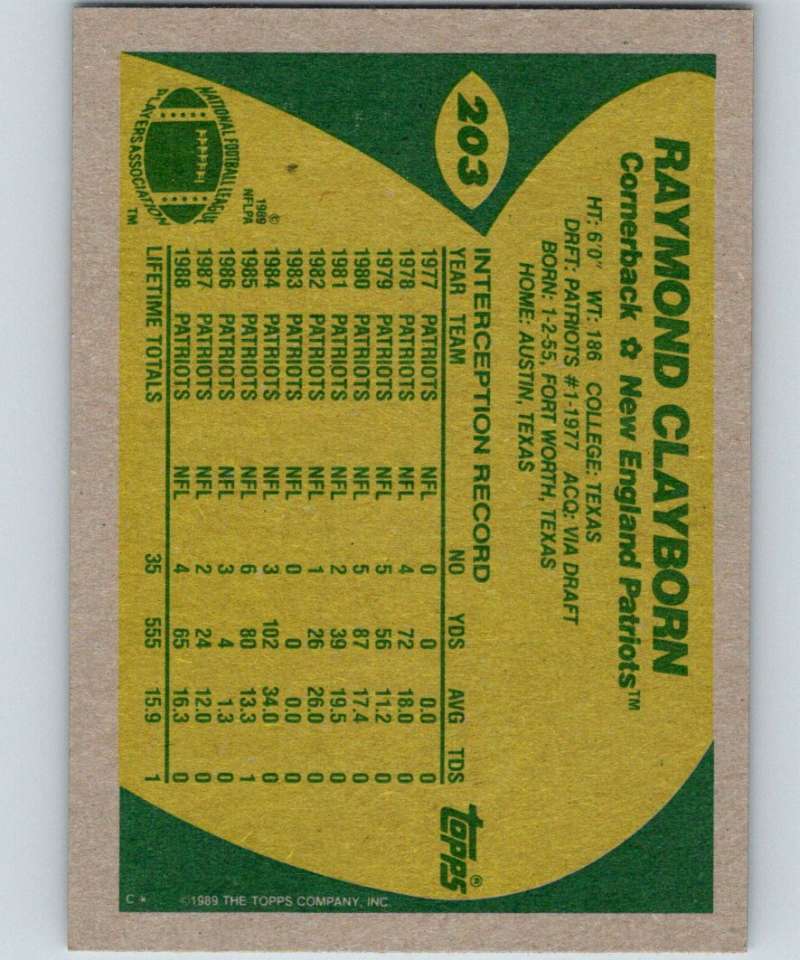 203
RAYMOND CLAYBORN
Cornerback ✩ New England Patriots™
HT: 6'0" WT: 186 COLLEGE: TEXAS
DRFT: PATRIOTS #1-1977 ACQ: VIA DRAFT
BORN: 1-2-55, FORT WORTH, TEXAS
HOME: AUSTIN, TEXAS
INTERCEPTION RECORD
YEAR TEAM NO YDS AVG TDS
1977 PATRIOTS NFL 0 0 0.0 0
1978 PATRIOTS NFL 4 72 18.0 0
1979 PATRIOTS NFL 5 56 11.2 0
1980 PATRIOTS NFL 5 87 17.4 0
1981 PATRIOTS NFL 2 39 19.5 0
1982 PATRIOTS NFL 1 26 26.0 0
1983 PATRIOTS NFL 0 0 0.0 0
1984 PATRIOTS NFL 3 102 34.0 0
1985 PATRIOTS NFL 6 80 13.3 1
1986 PATRIOTS NFL 3 4 1.3 0
1987 PATRIOTS NFL 2 24 12.0 0
1988 PATRIOTS NFL 4 65 16.3 0
LIFETIME TOTALS 35 555 15.9 1
NATIONAL FOOTBALL LEAGUE
PLAYERS ASSOCIATION™
©
1989
NFLPA
topps®
C * ©1989 THE TOPPS COMPANY, INC.